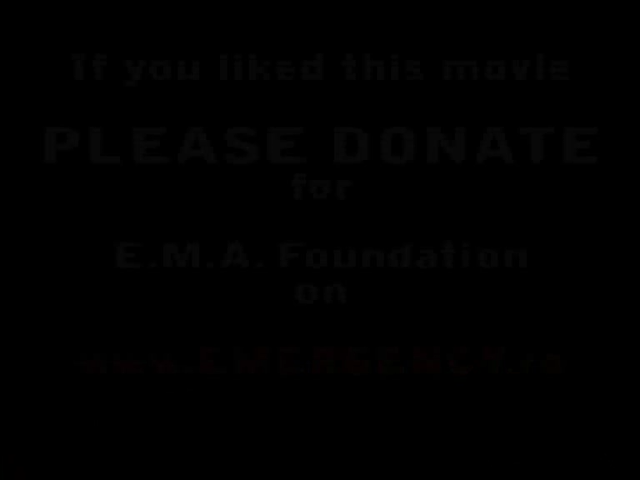 If you liked this movie
PLEASE DONATE
for
E.M.A. Foundation
on